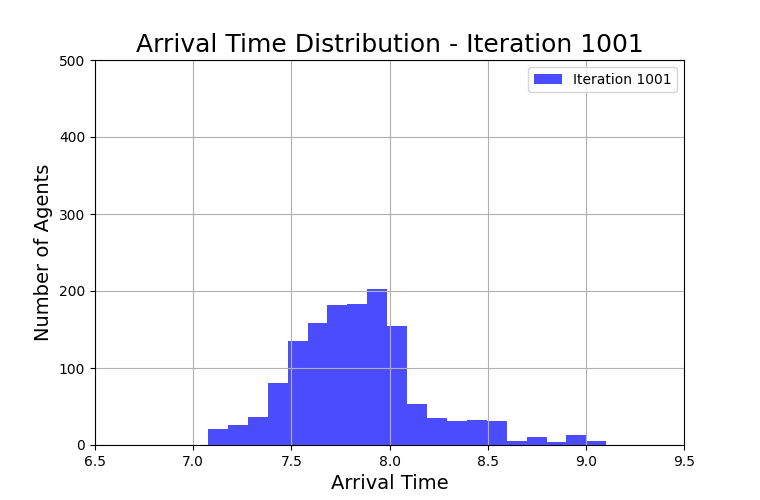 Arrival Time Distribution - Iteration 1001
Iteration 1001
Number of Agents
500
400
300
200
100
0
6.5 7.0 7.5 8.0 8.5 9.0 9.5
Arrival Time